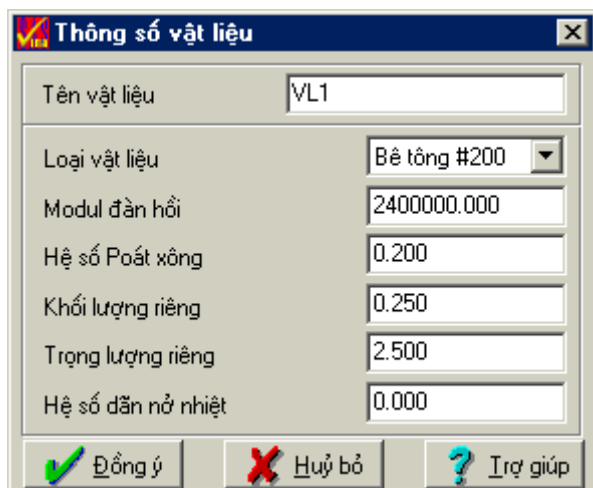 Thông số vật liệu
Tên vật liệu VL1
Loại vật liệu Bê tông #200
Modul đàn hồi 2400000.000
Hệ số Poát xông 0.200
Khối lượng riêng 0.250
Trọng lượng riêng 2.500
Hệ số dãn nở nhiệt 0.000
Đồng ý Huỷ bỏ Trợ giúp